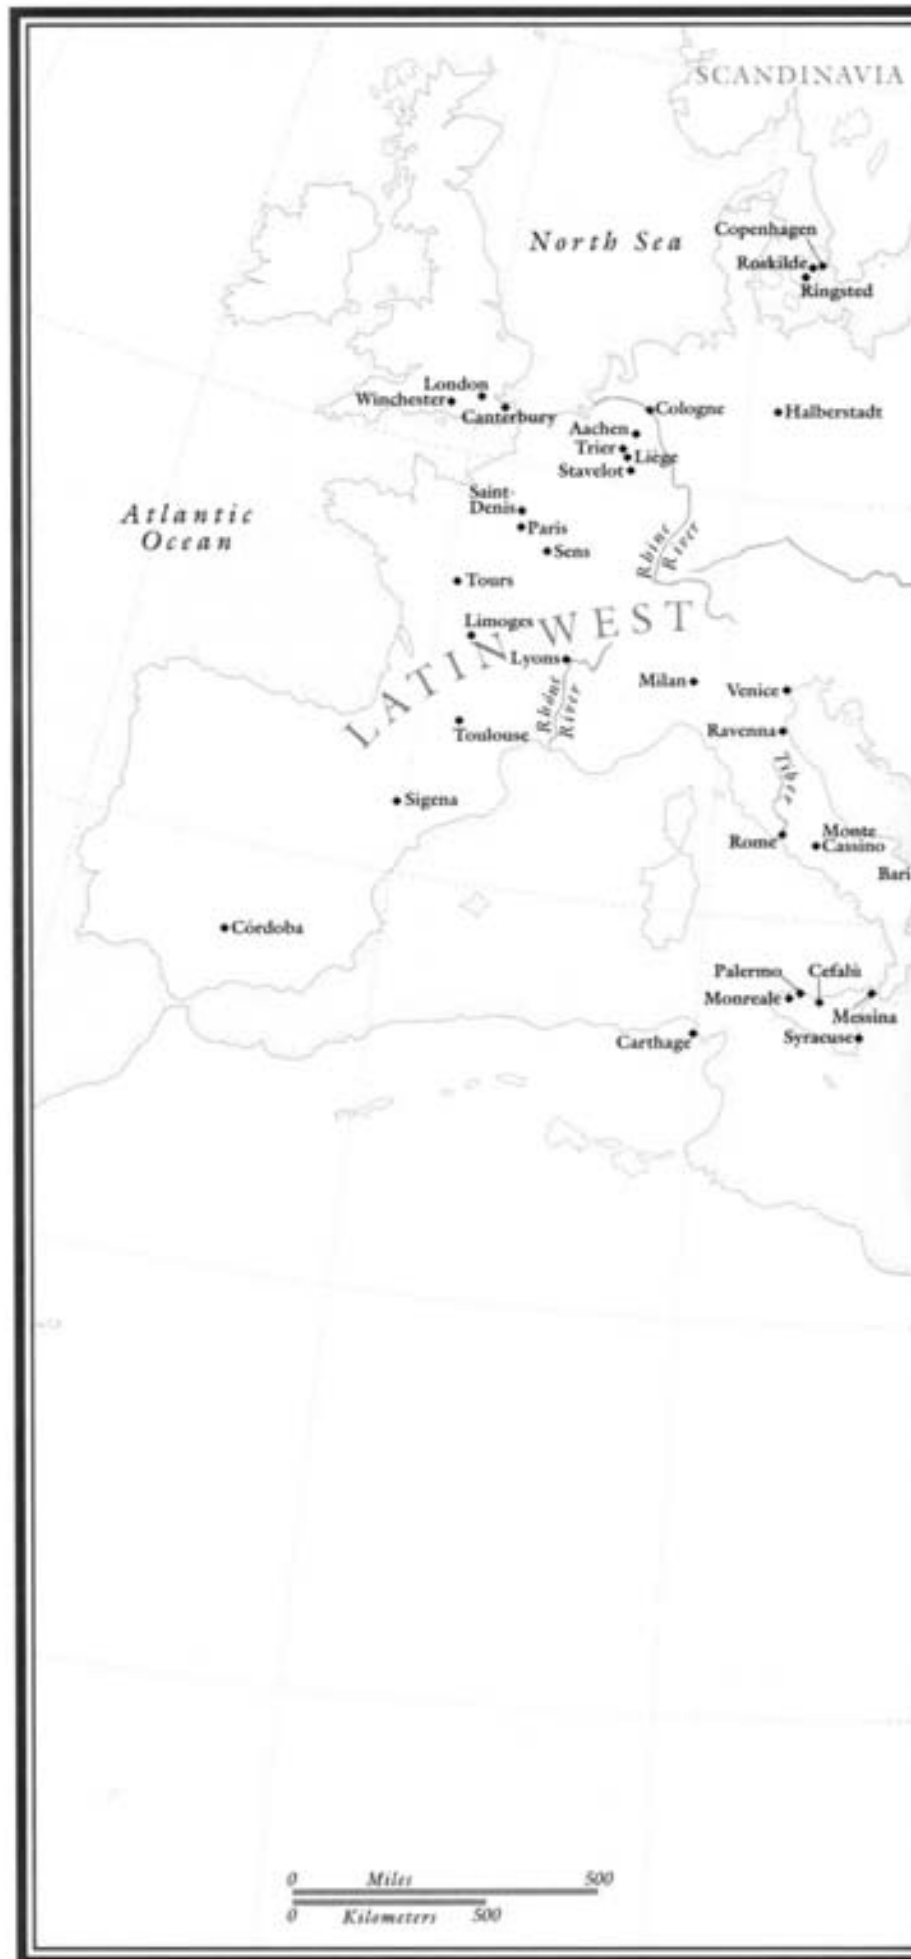 SCANDINAVIA
North Sea
Copenhagen
Roskilde
Ringsted
London
Winchester
Canterbury
Cologne
Halberstadt
Aachen
Trier
Liège
Stavelot
Saint-
Denis
Paris
Sens
Atlantic
Ocean
Rhine
River
Tours
LATIN WEST
Limoges
Lyons
Rhône
River
Milan
Venice
Ravenna
Toulouse
Tiber
Sigena
Rome
Monte
Cassino
Bari
Córdoba
Palermo
Cefalù
Monreale
Messina
Carthage
Syracuse
0 Miles 500
0 Kilometers 500